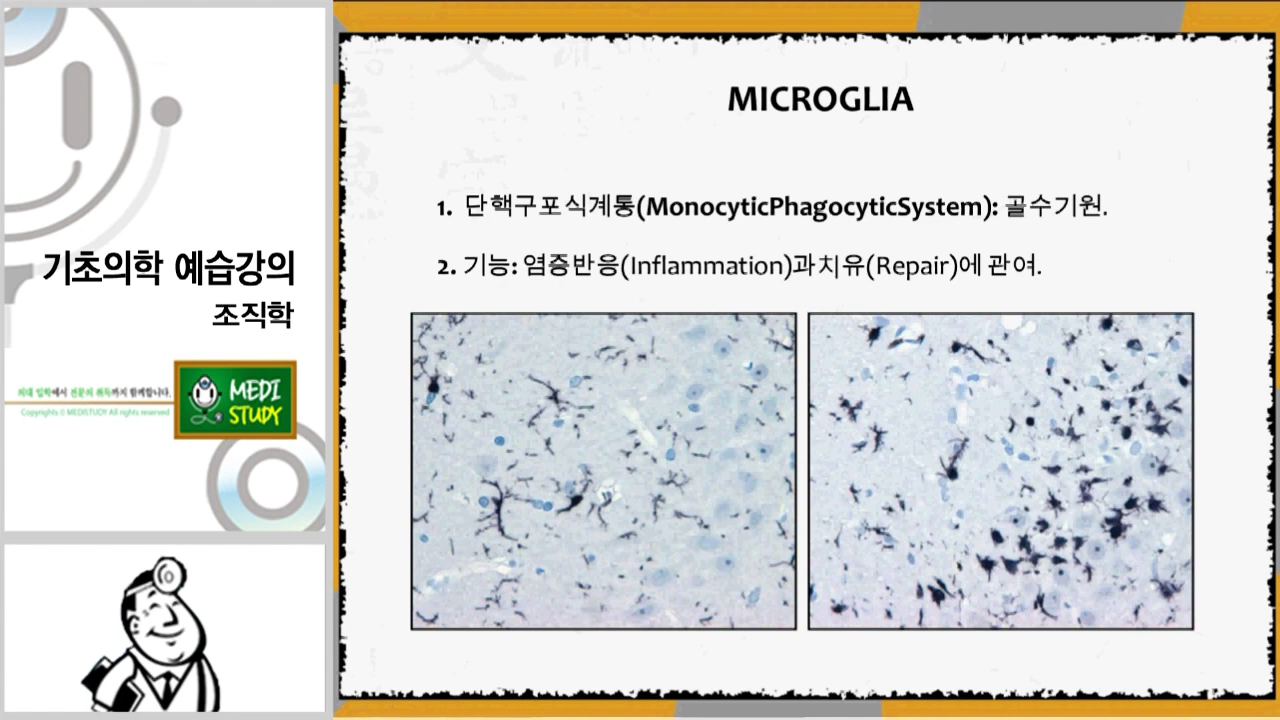 기초의학 예습강의
조직학
의대 입학에서 전문의 취득까지 함께합니다.
Copyrights © MEDISTUDY All rights reserved
MEDI
STUDY
MICROGLIA
1. 단핵구포식계통(MonocyticPhagocyticSystem): 골수기원.
2. 기능: 염증반응(Inflammation)과치유(Repair)에 관여.